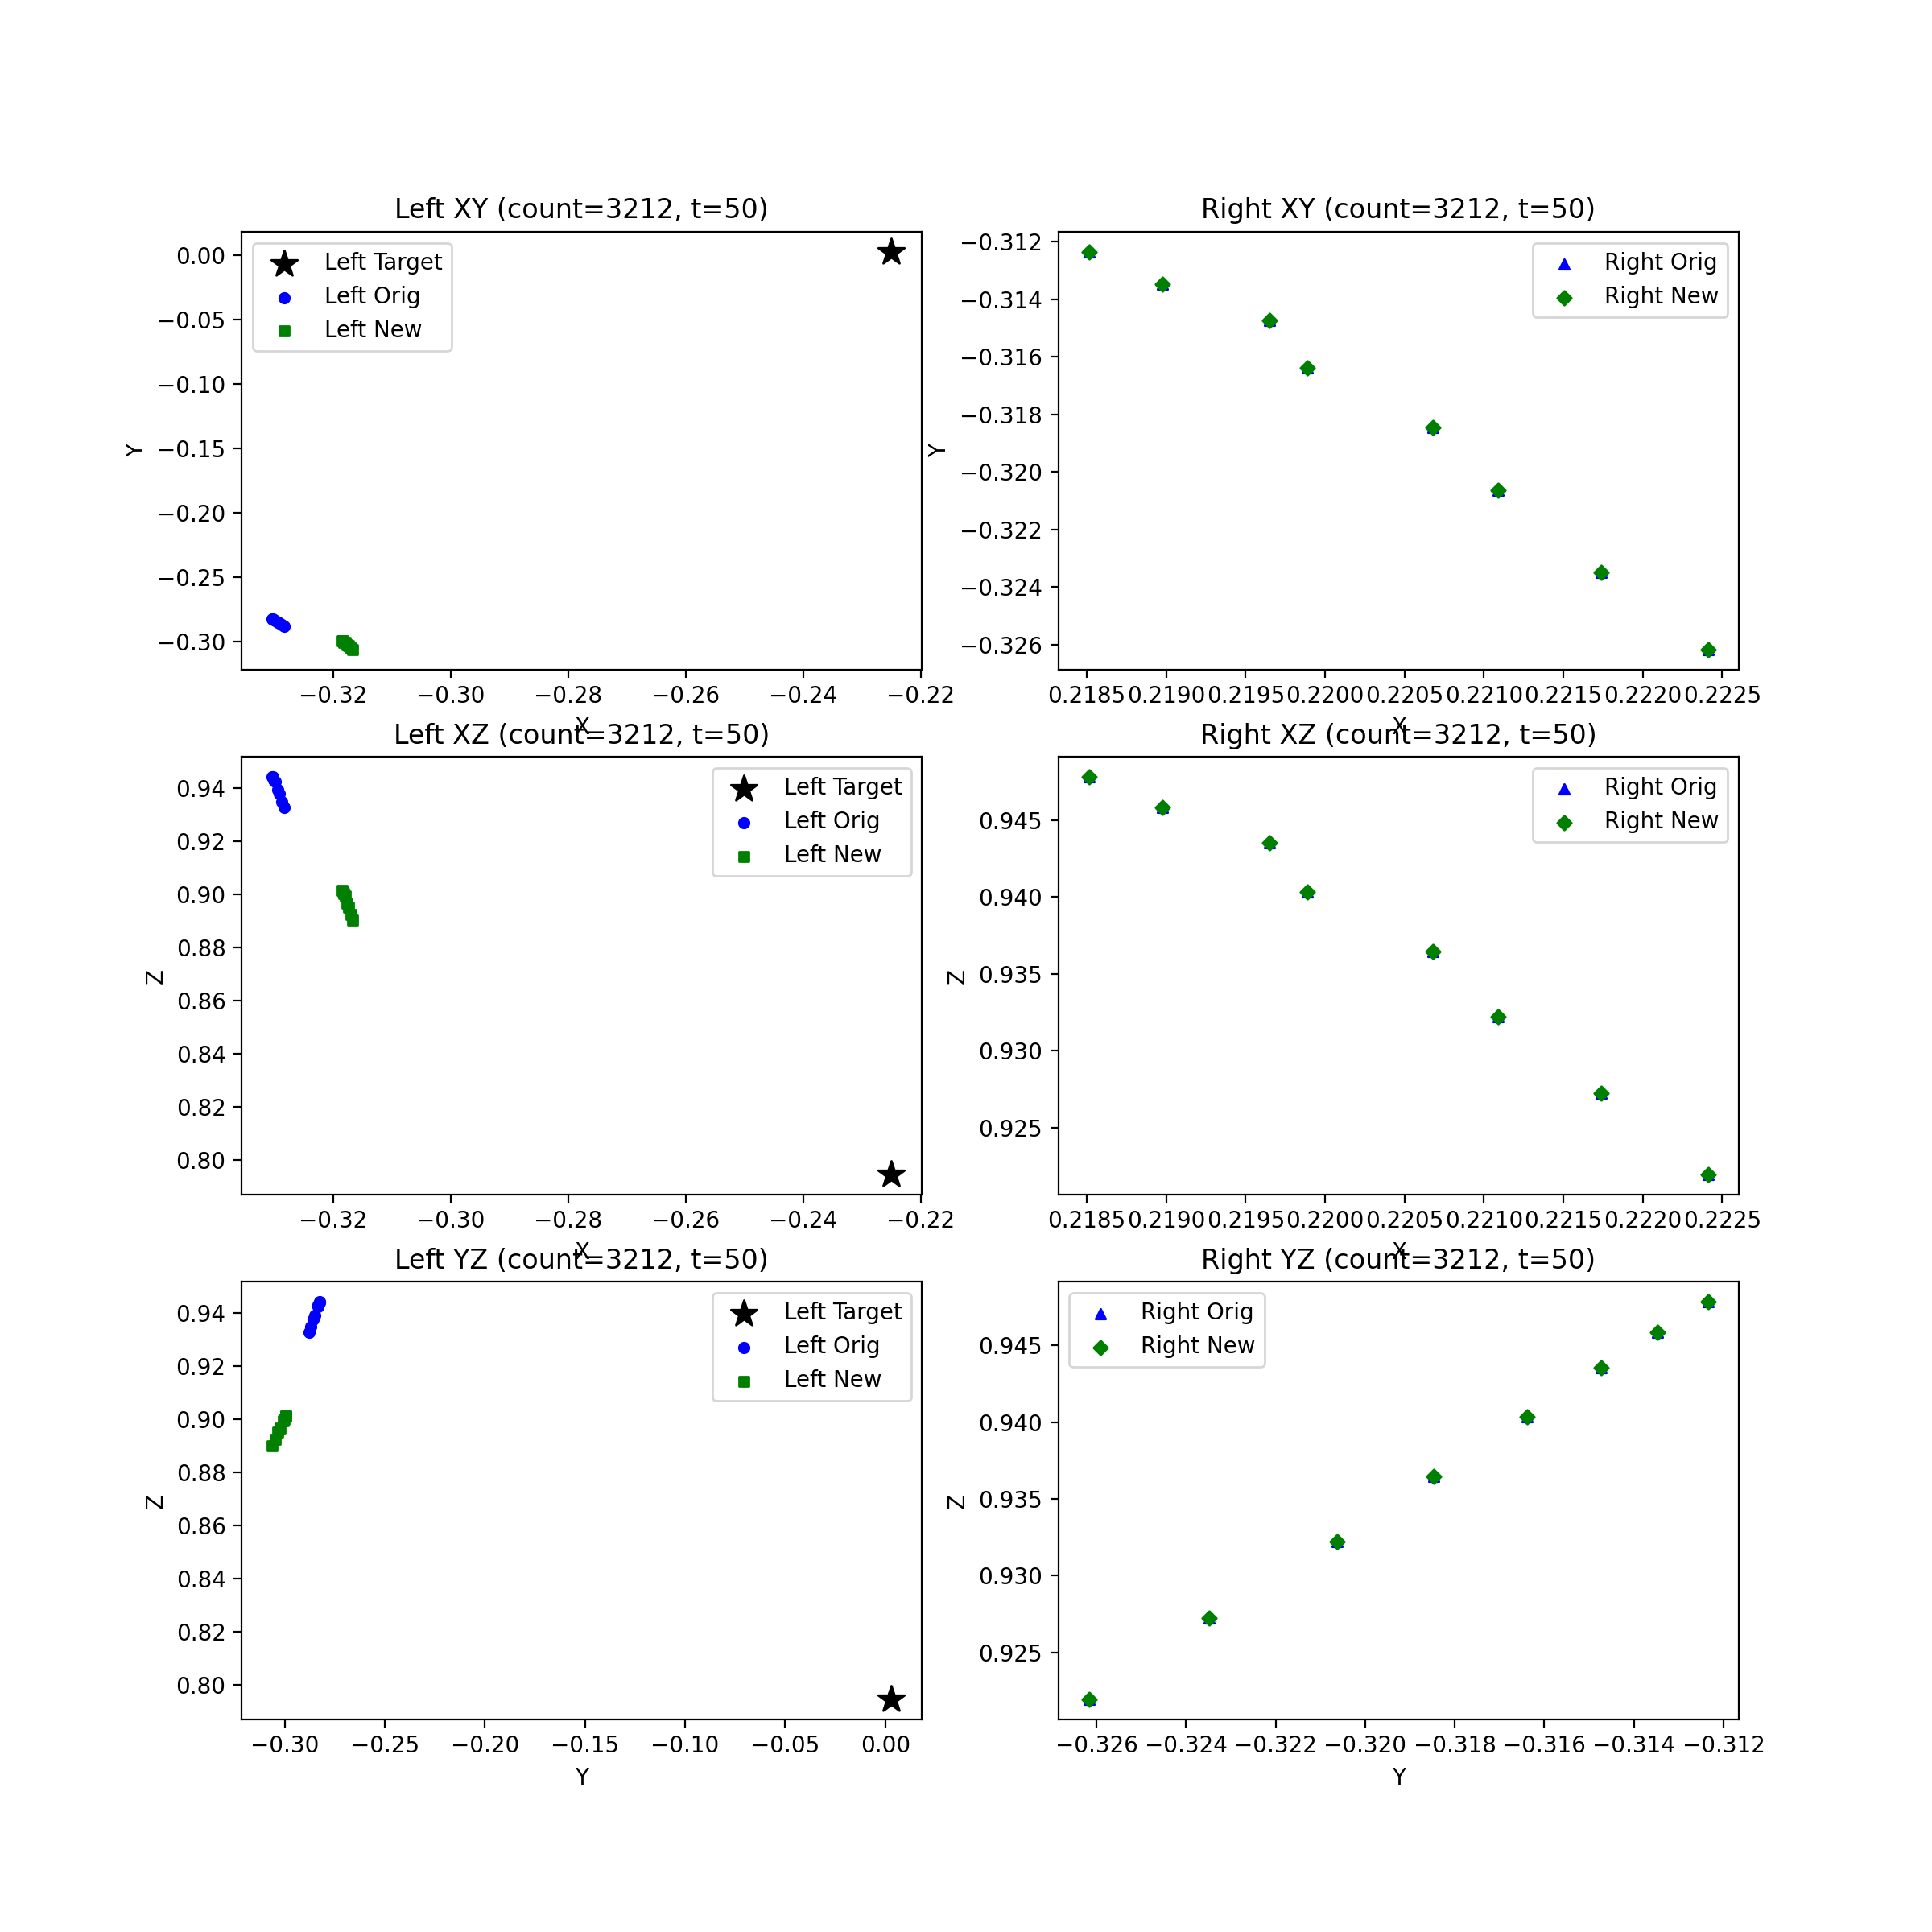 Left XY (count=3212, t=50)
Left Target
Left Orig
Left New
0.00
−0.05
−0.10
−0.15
−0.20
−0.25
−0.30
Y
−0.32 −0.30 −0.28 −0.26 −0.24 −0.22
X
Right XY (count=3212, t=50)
Right Orig
Right New
−0.312
−0.314
−0.316
−0.318
−0.320
−0.322
−0.324
−0.326
Y
0.2185 0.2190 0.2195 0.2200 0.2205 0.2210 0.2215 0.2220 0.2225
X
Left XZ (count=3212, t=50)
Left Target
Left Orig
Left New
0.94
0.92
0.90
0.88
0.86
0.84
0.82
0.80
Z
−0.32 −0.30 −0.28 −0.26 −0.24 −0.22
X
Right XZ (count=3212, t=50)
Right Orig
Right New
0.945
0.940
0.935
0.930
0.925
Z
0.2185 0.2190 0.2195 0.2200 0.2205 0.2210 0.2215 0.2220 0.2225
X
Left YZ (count=3212, t=50)
Left Target
Left Orig
Left New
0.94
0.92
0.90
0.88
0.86
0.84
0.82
0.80
Z
−0.30 −0.25 −0.20 −0.15 −0.10 −0.05 0.00
Y
Right YZ (count=3212, t=50)
Right Orig
Right New
0.945
0.940
0.935
0.930
0.925
Z
−0.326 −0.324 −0.322 −0.320 −0.318 −0.316 −0.314 −0.312
Y